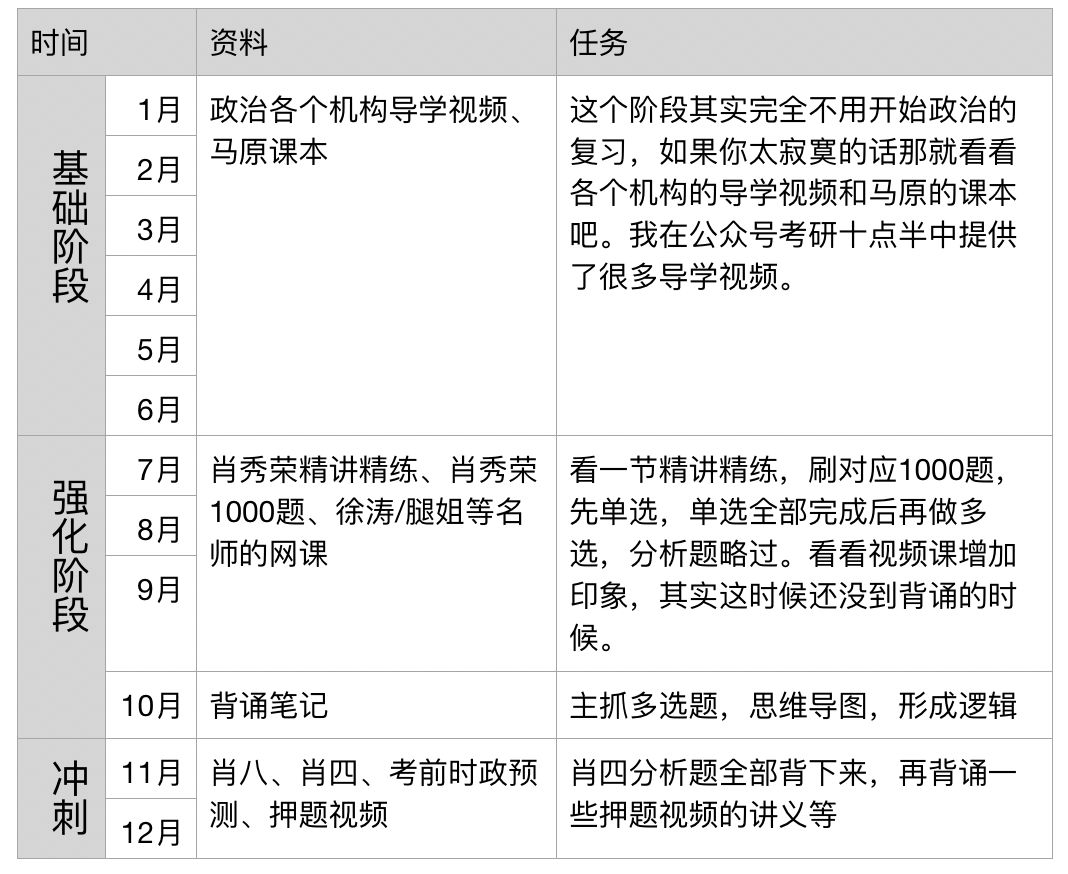 时间 资料 任务
基础阶段
1月
2月
3月
4月
5月
6月
政治各个机构导学视频、
马原课本
这个阶段其实完全不用开始政治的
复习，如果你太寂寞的话那就看看
各个机构的导学视频和马原的课本
吧。我在公众号考研十点半中提供
了很多导学视频。
强化阶段
7月
8月
9月
肖秀荣精讲精练、肖秀荣
1000题、徐涛/腿姐等名
师的网课
看一节精讲精练，刷对应1000题，
先单选，单选全部完成后再做多
选，分析题略过。看看视频课增加
印象，其实这时候还没到背诵的时
候。
10月 背诵笔记 主抓多选题，思维导图，形成逻辑
冲刺
11月
12月
肖八、肖四、考前时政预
测、押题视频
肖四分析题全部背下来，再背诵一
些押题视频的讲义等